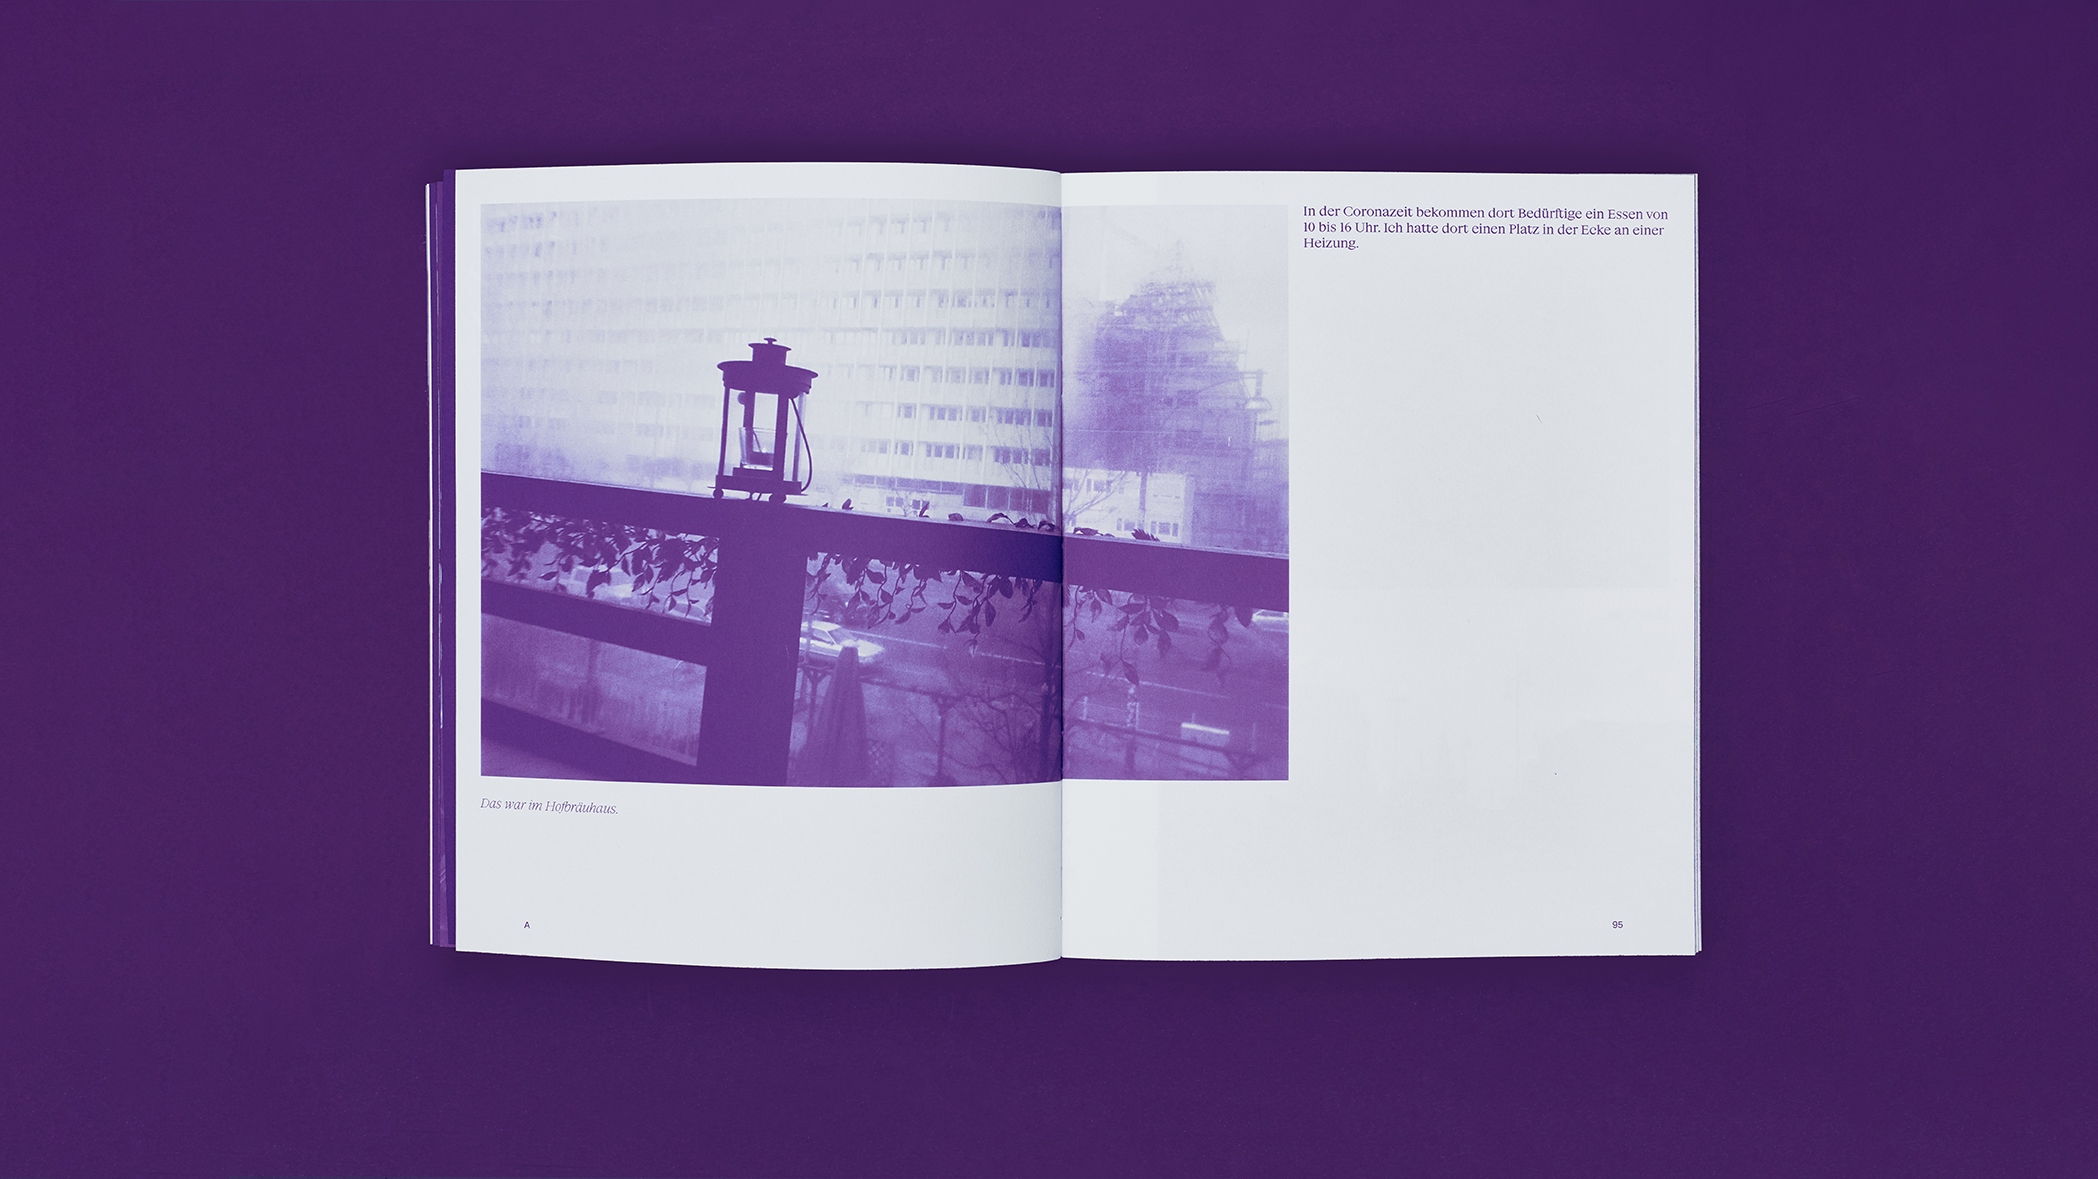 Das war im Hofbräuhaus.
A
In der Coronazeit bekommen dort Bedürftige ein Essen von
10 bis 16 Uhr. Ich hatte dort einen Platz in der Ecke an einer
Heizung.
95